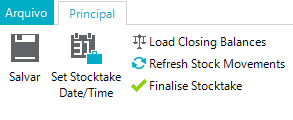 Arquivo Principal
Salvar
Set Stocktake
Date/Time
Load Closing Balances
Refresh Stock Movements
Finalise Stocktake